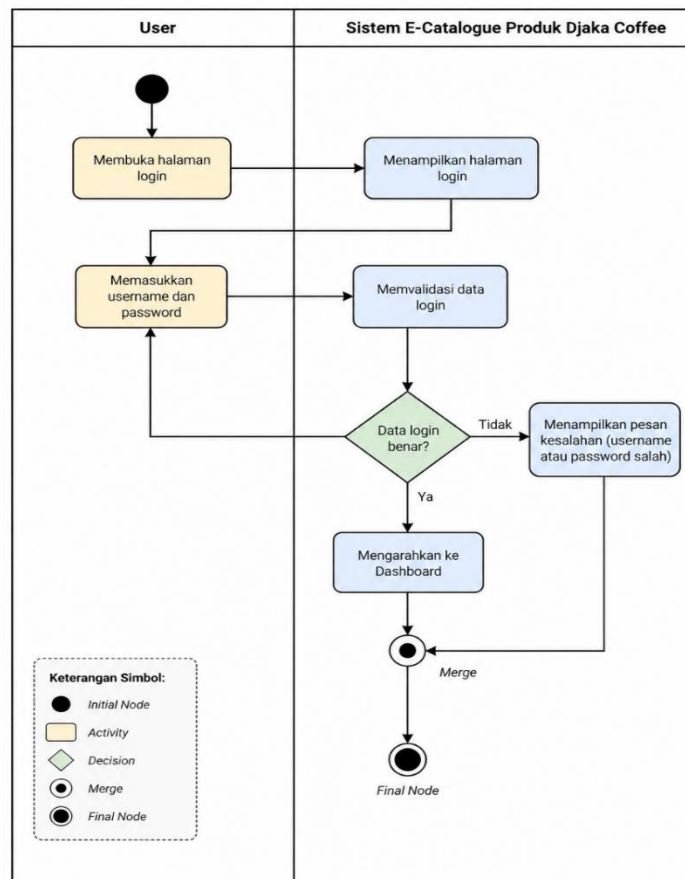 User
Sistem E-Catalogue Produk Djaka Coffee
Membuka halaman
login
Menampilkan halaman
login
Memasukkan
username dan
password
Memvalidasi data
login
Data login
benar?
Tidak
Menampilkan pesan
kesalahan (username
atau password salah)
Ya
Mengarahkan ke
Dashboard
Merge
Final Node
Keterangan Simbol:
Initial Node
Activity
Decision
Merge
Final Node